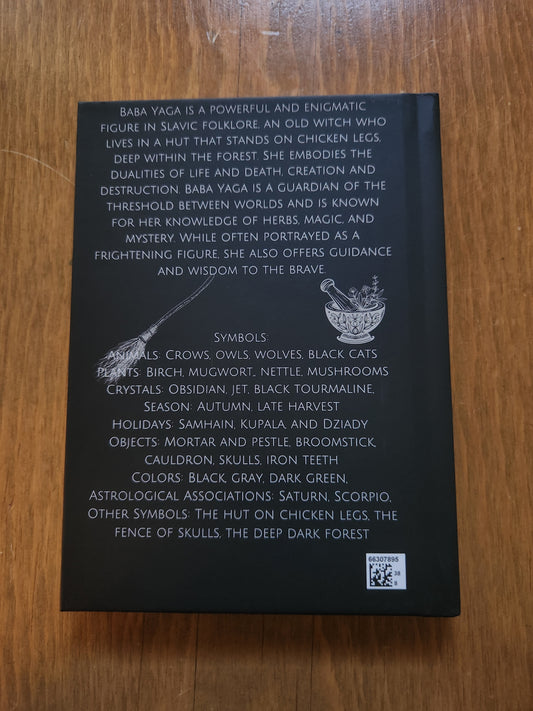 Baba Yaga is a powerful and enigmatic
figure in Slavic folklore, an old witch who
lives in a hut that stands on chicken legs,
deep within the forest. She embodies the
dualities of life and death, creation and
destruction. Baba Yaga is a guardian of the
threshold between worlds and is known
for her knowledge of herbs, magic, and
mystery. While often portrayed as a
frightening figure, she also offers guidance
and wisdom to the brave.
Symbols:
Animals: Crows, owls, wolves, black cats
Plants: Birch, mugwort, nettle, mushrooms
Crystals: Obsidian, jet, black tourmaline,
Season: Autumn, late harvest
Holidays: Samhain, Kupala, and Dziady
Objects: Mortar and pestle, broomstick,
cauldron, skulls, iron teeth
Colors: Black, gray, dark green,
Astrological Associations: Saturn, Scorpio,
Other Symbols: The hut on chicken legs, the
fence of skulls, the deep dark forest
66307895
38
8